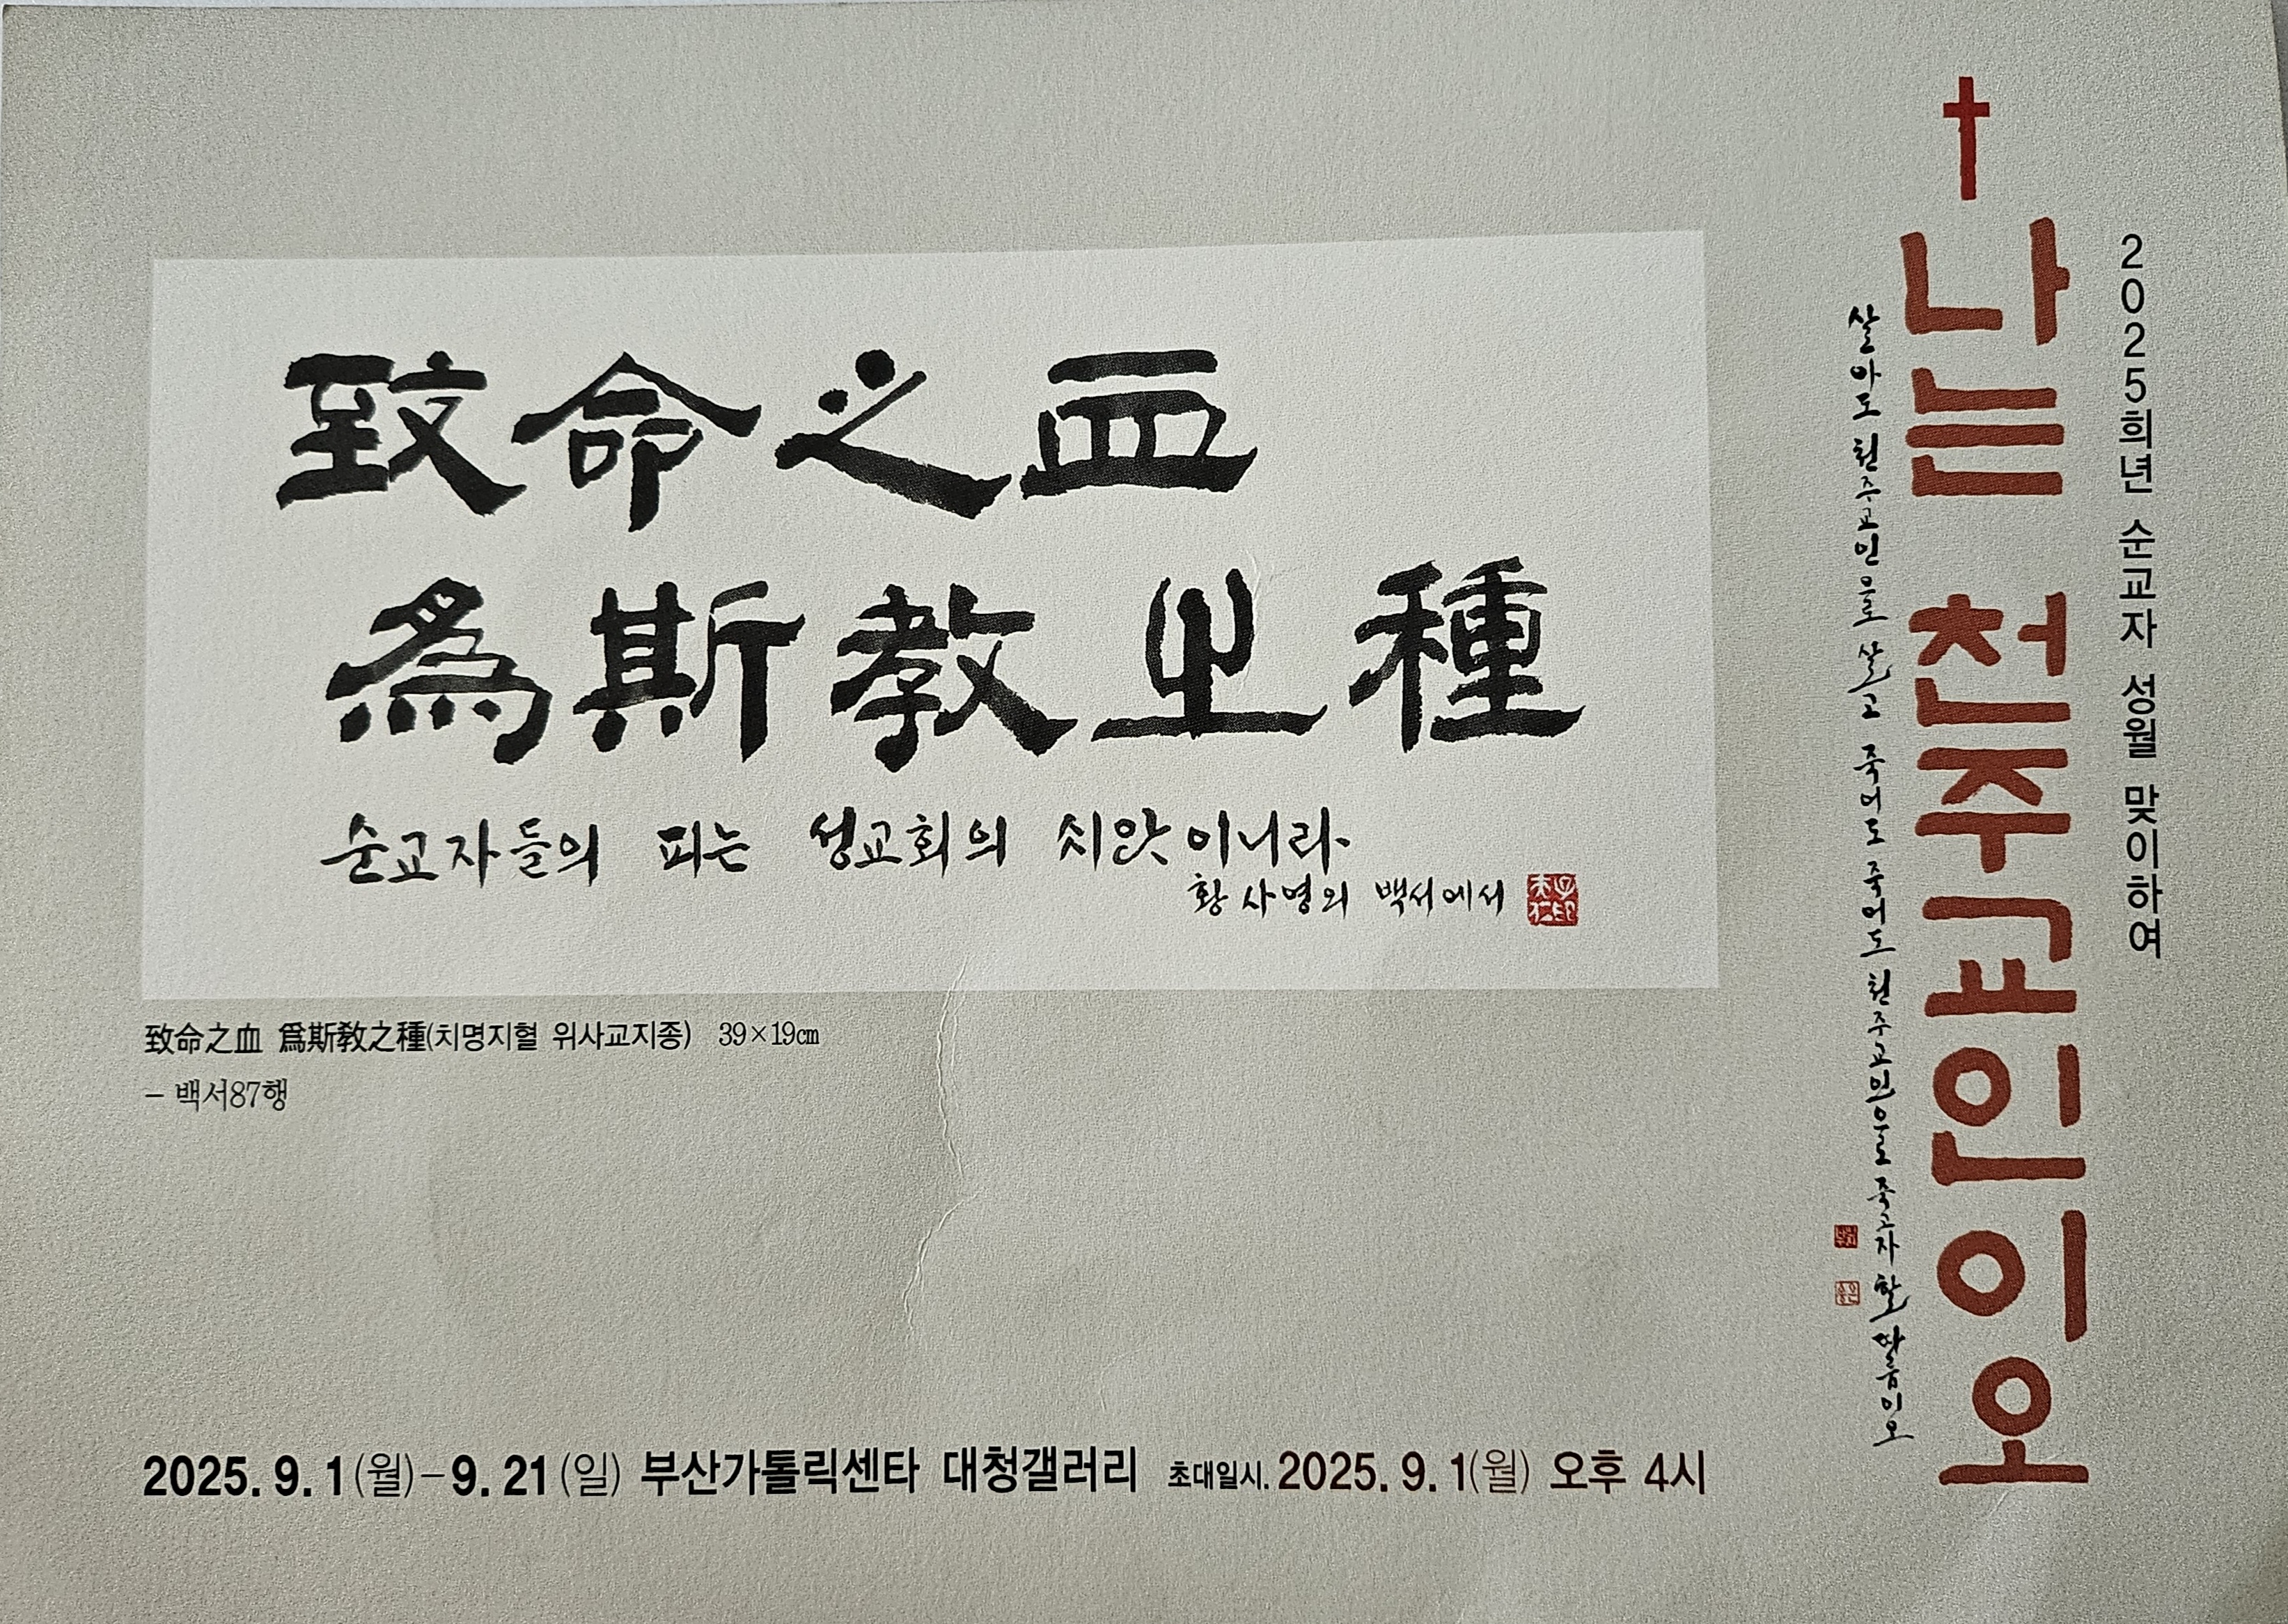 致命之血
爲斯敎之種
순교자들의 피는 성교회의 씨앗이니라
황사영의 백서에서
致命之血 爲斯敎之種(치명지혈 위사교지종) 39×19㎝
- 백서87행
2025. 9. 1(월)-9. 21(일) 부산가톨릭센타 대청갤러리 초대일시. 2025. 9. 1(월) 오후 4시
2025희년 순교자 성월 맞이하여
나는 천주교인이오
살아도 천주교인으로 살고 죽어도 죽어도 천주교인으로 죽고자 할 따름이오